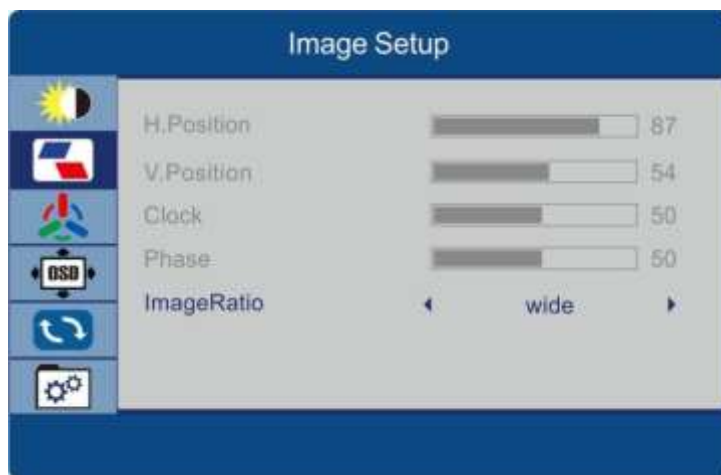 Image Setup
H.Position 87
V.Position 54
Clock 50
Phase 50
OSD
ImageRatio wide